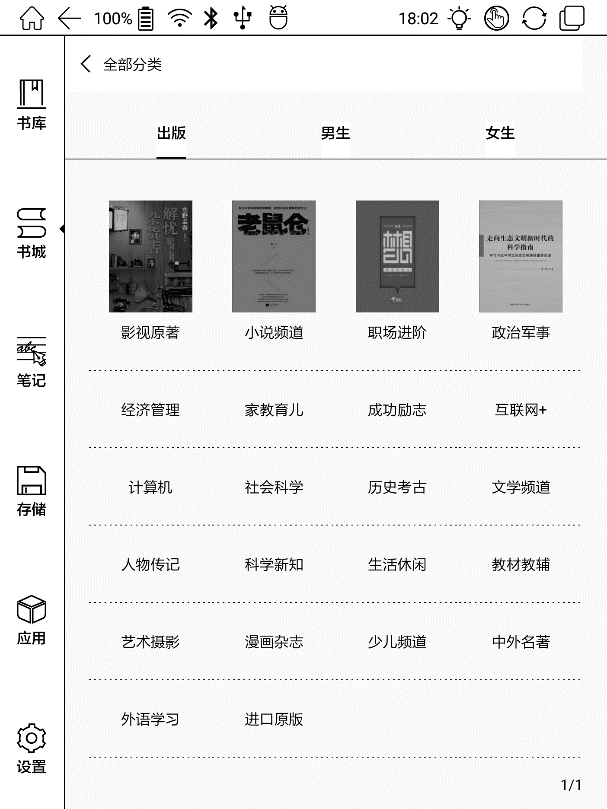 100%
18:02
全部分类
书库
书城
笔记
存储
应用
设置
出版 男生 女生
东野圭吾
解忧
杂货店
老鼠仓
走向生态文明新时代的
科学指南
影视原著 小说频道 职场进阶 政治军事
经济管理 家教育儿 成功励志 互联网+
计算机 社会科学 历史考古 文学频道
人物传记 科学新知 生活休闲 教材教辅
艺术摄影 漫画杂志 少儿频道 中外名著
外语学习 进口原版
1/1